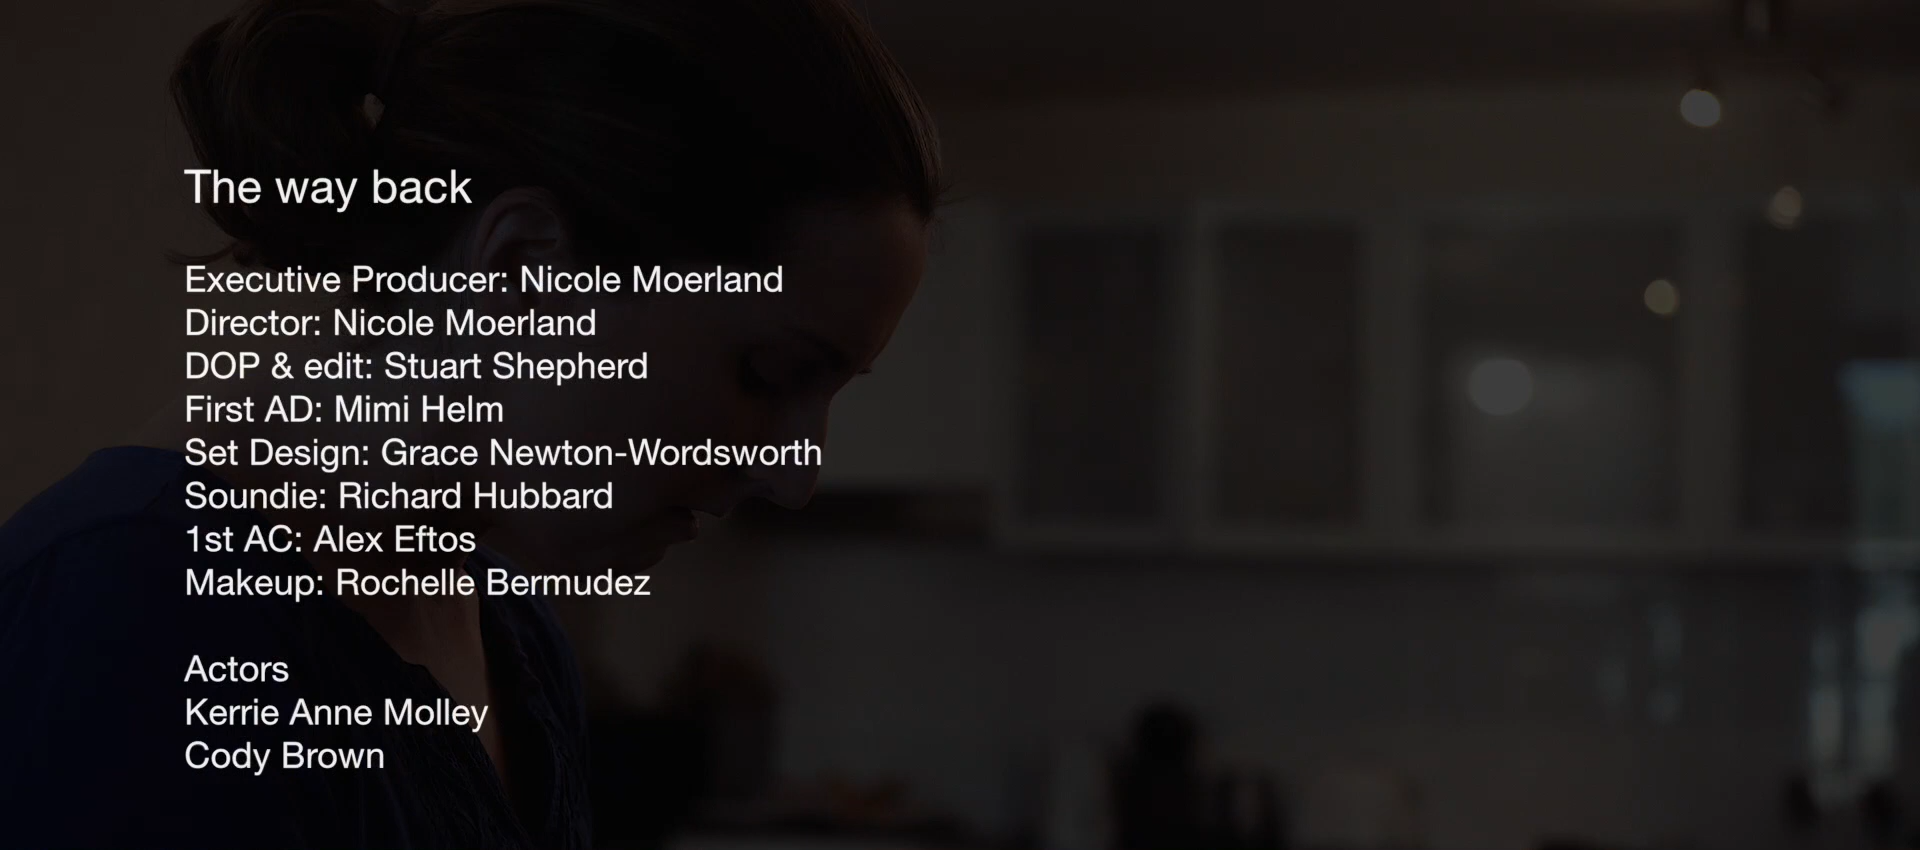 The way back
Executive Producer: Nicole Moerland
Director: Nicole Moerland
DOP & edit: Stuart Shepherd
First AD: Mimi Helm
Set Design: Grace Newton-Wordsworth
Soundie: Richard Hubbard
1st AC: Alex Eftos
Makeup: Rochelle Bermudez
Actors
Kerrie Anne Molley
Cody Brown